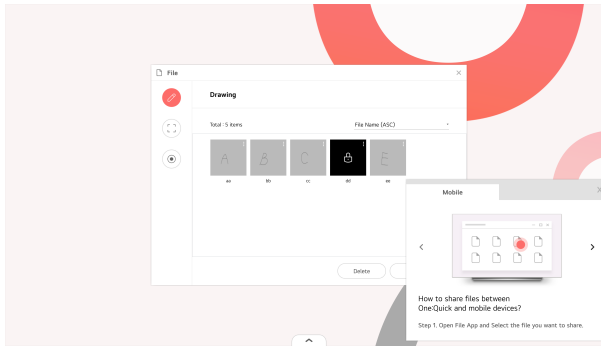 File
Drawing
Total : 5 items
File Name (ASC)
A
B
C
E
aa
bb
cc
dd
ee
Delete
Mobile
How to share files between
One:Quick and mobile devices?
Step 1. Open File App and Select the file you want to share.